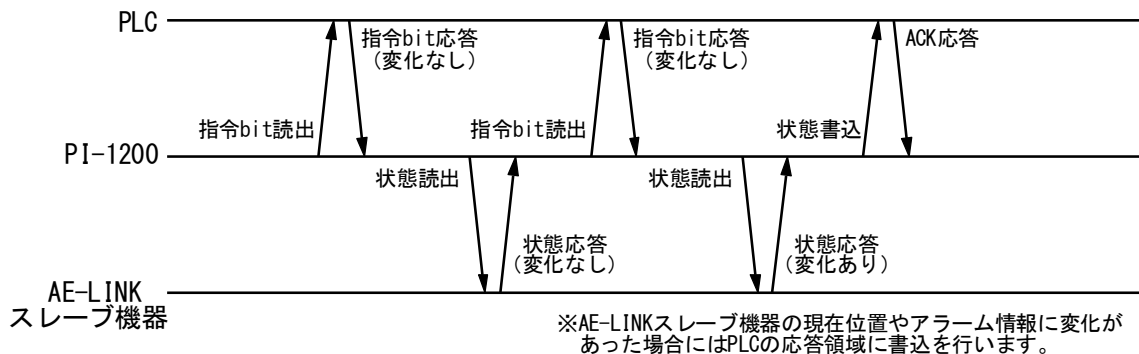 PLC
指令bit応答
(変化なし)
指令bit応答
(変化なし)
ACK応答
指令bit読出
指令bit読出
状態書込
PI-1200
状態読出
状態読出
状態応答
(変化なし)
状態応答
(変化あり)
AE-LINK
スレーブ機器
※AE-LINKスレーブ機器の現在位置やアラーム情報に変化が
あった場合にはPLCの応答領域に書込を行います。